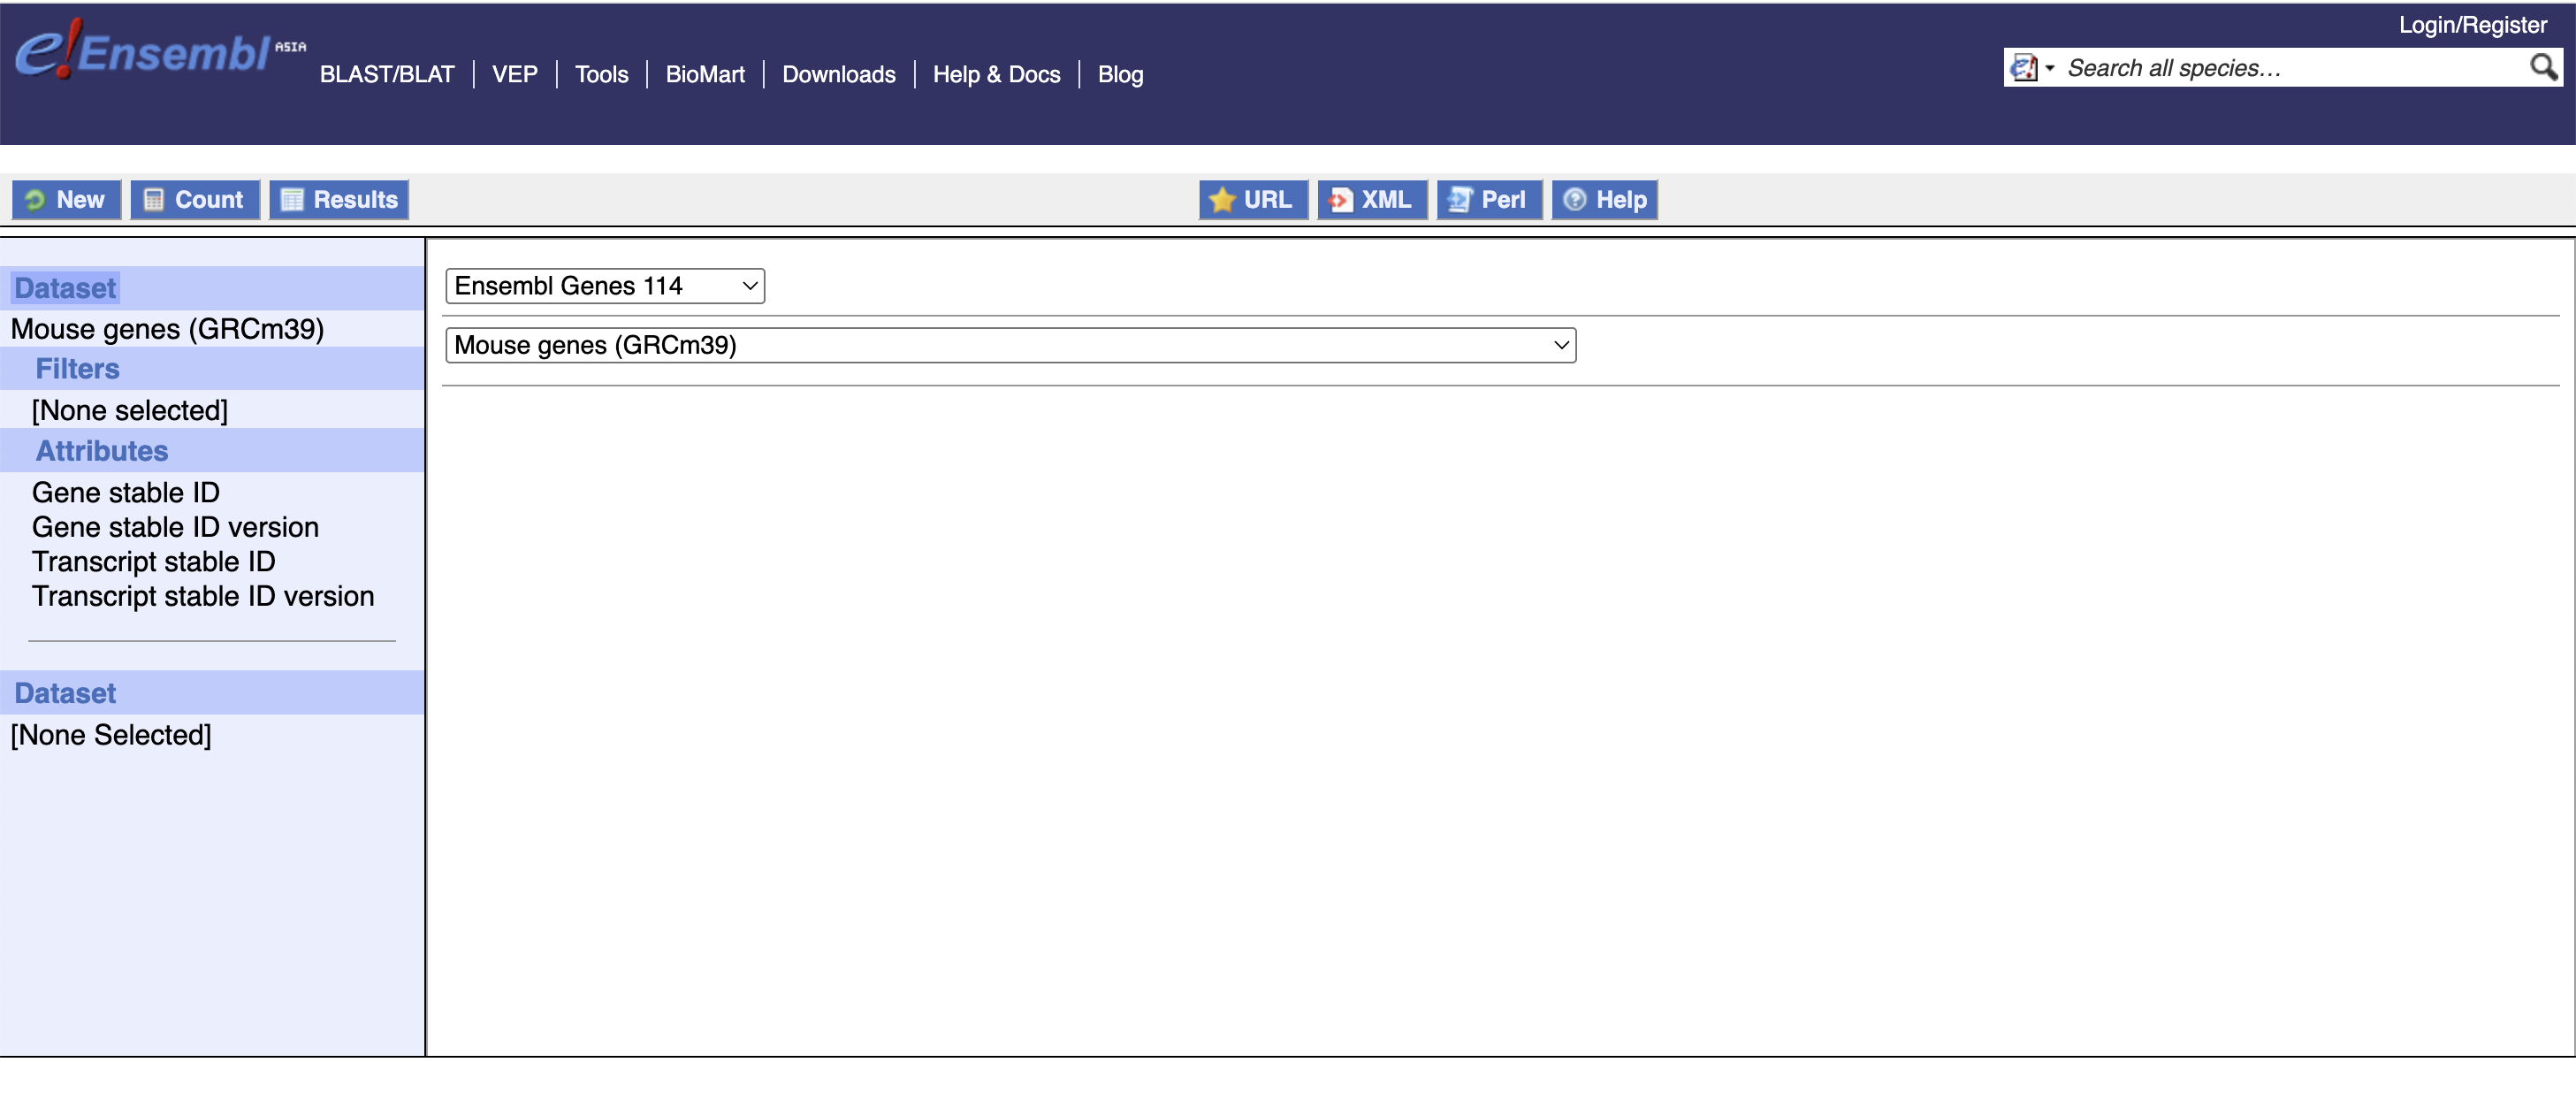 Login/Register
e!Ensembl ASIA
BLAST/BLAT VEP Tools BioMart Downloads Help & Docs Blog
e! Search all species...
New Count Results URL XML Perl Help
Dataset
Mouse genes (GRCm39)
Filters
[None selected]
Attributes
Gene stable ID
Gene stable ID version
Transcript stable ID
Transcript stable ID version
Dataset
[None Selected]
Ensembl Genes 114
Mouse genes (GRCm39)